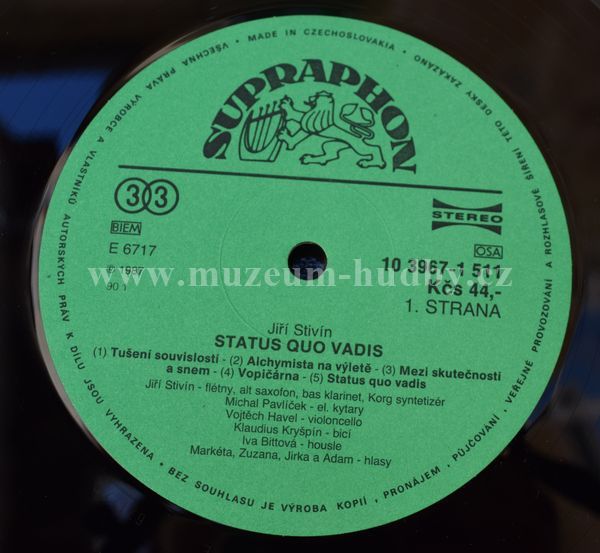 VŠECHNA PRÁVA VÝROBCE A VLASTNÍKŮ AUTORSKÝCH PRÁV K DÍLU JSOU VYHRAZENA • BEZ SOUHLASU JE VÝROBA KOPIÍ, PRONÁJEM, PŮJČOVÁNÍ, VEŘEJNÉ PROVOZOVÁNÍ A ROZHLASOVÉ ŠÍŘENÍ TÉTO DESKY ZAKÁZÁNO • MADE IN CZECHOSLOVAKIA •
SUPRAPHON
33
STEREO
BIEM
OSA
E 6717
10 3967-1 511
℗ 1987
Kčs 44,-
90 1
1. STRANA
www.muzeum-hudby.cz
Jiří Stivín
STATUS QUO VADIS
(1) Tušení souvislostí - (2) Alchymista na výletě - (3) Mezi skutečností
a snem - (4) Vopičárna - (5) Status quo vadis
Jiří Stivín - flétny, alt saxofon, bas klarinet, Korg syntetizér
Michal Pavlíček - el. kytary
Vojtěch Havel - violoncello
Klaudius Kryšpín - bicí
Iva Bittová - housle
Markéta, Zuzana, Jirka a Adam - hlasy